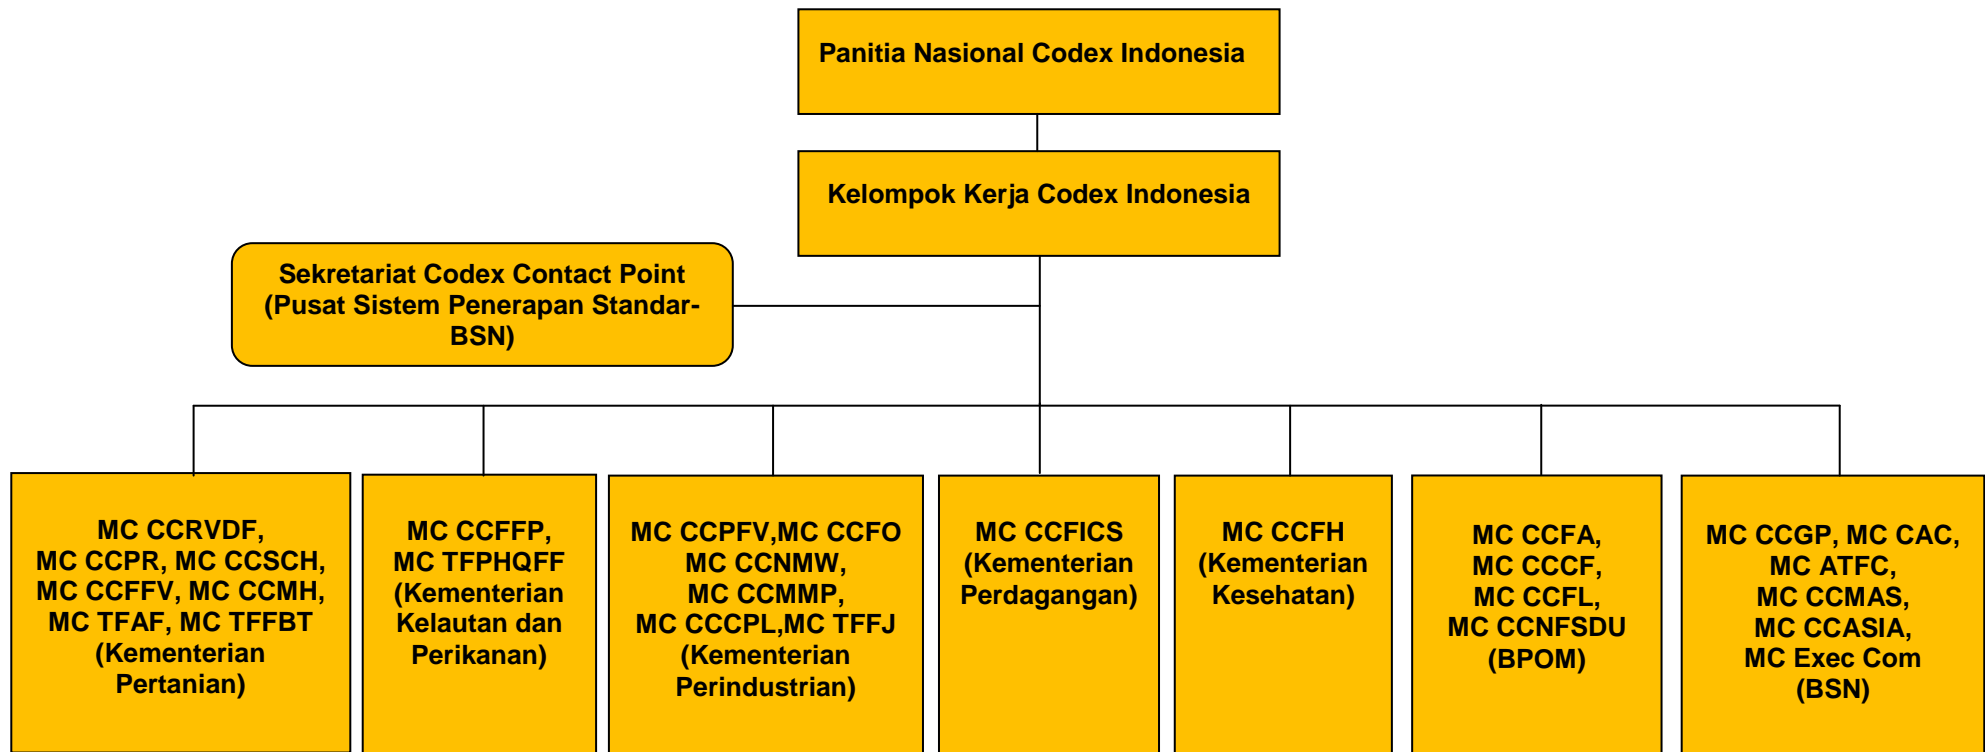 Panitia Nasional Codex Indonesia
Kelompok Kerja Codex Indonesia
Sekretariat Codex Contact Point
(Pusat Sistem Penerapan Standar-
BSN)
MC CCRVDF,
MC CCPR, MC CCSCH,
MC CCFFV, MC CCMH,
MC TFAF, MC TFFBT
(Kementerian
Pertanian)
MC CCFFP,
MC TFPHQFF
(Kementerian
Kelautan dan
Perikanan)
MC CCPFV,MC CCFO
MC CCNMW,
MC CCMMP,
MC CCCPL,MC TFFJ
(Kementerian
Perindustrian)
MC CCFICS
(Kementerian
Perdagangan)
MC CCFH
(Kementerian
Kesehatan)
MC CCFA,
MC CCCF,
MC CCFL,
MC CCNFSDU
(BPOM)
MC CCGP, MC CAC,
MC ATFC,
MC CCMAS,
MC CCASIA,
MC Exec Com
(BSN)